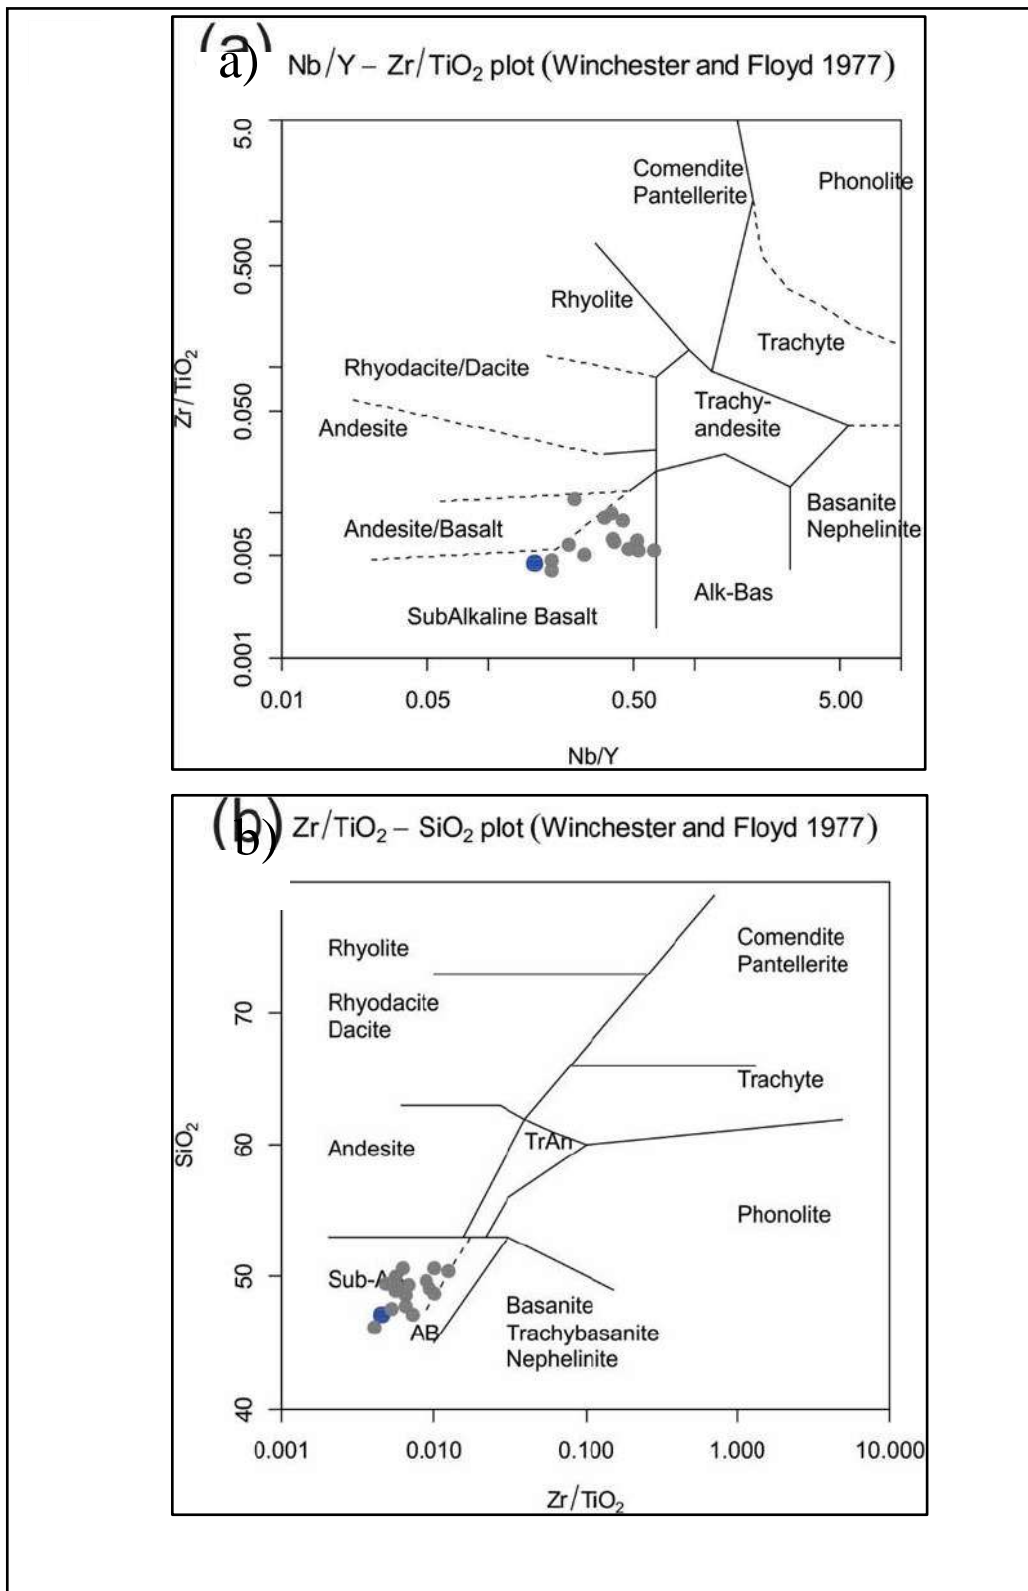 (a)
a)
Nb/Y – Zr/TiO₂ plot (Winchester and Floyd 1977)
5.0
Comendite
Pantellerite
Phonolite
0.500
Rhyolite
Trachyte
Rhyodacite/Dacite
Zr/TiO₂
0.050
Trachy-
andesite
Andesite
Basanite
Nephelinite
Andesite/Basalt
0.005
Alk-Bas
SubAlkaline Basalt
0.001
0.01 0.05 0.50 5.00
Nb/Y
(b)
b)
Zr/TiO₂ – SiO₂ plot (Winchester and Floyd 1977)
Rhyolite
Comendite
Pantellerite
Rhyodacite
Dacite
70
Trachyte
SiO₂
60
TrAn
Andesite
Phonolite
50
Sub-A
Basanite
AB
Trachybasanite
Nephelinite
40
0.001 0.010 0.100 1.000 10.000
Zr/TiO₂